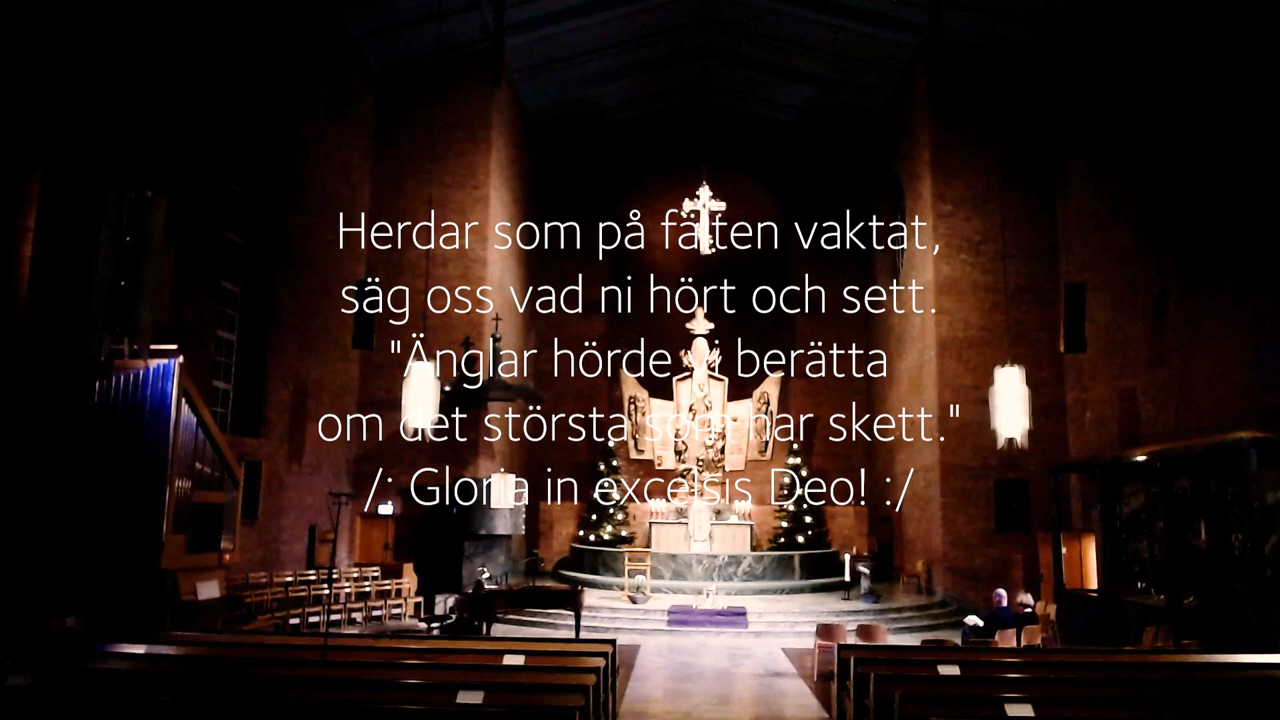 Herdar som på fälten vaktat,
säg oss vad ni hört och sett.
"Änglar hörde vi berätta
om det största som har skett."
/: Gloria in excelsis Deo! :/